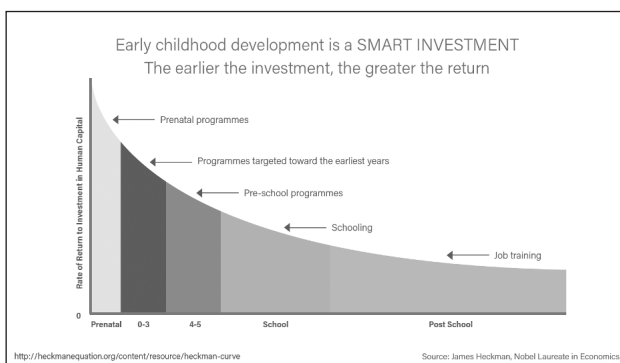 Early childhood development is a SMART INVESTMENT
The earlier the investment, the greater the return
Rate of Return to Investment in Human Capital
Prenatal programmes
Programmes targeted toward the earliest years
Pre-school programmes
Schooling
Job training
0
Prenatal 0-3 4-5 School Post School
http://heckmanequation.org/content/resource/heckman-curve Source: James Heckman, Nobel Laureate in Economics